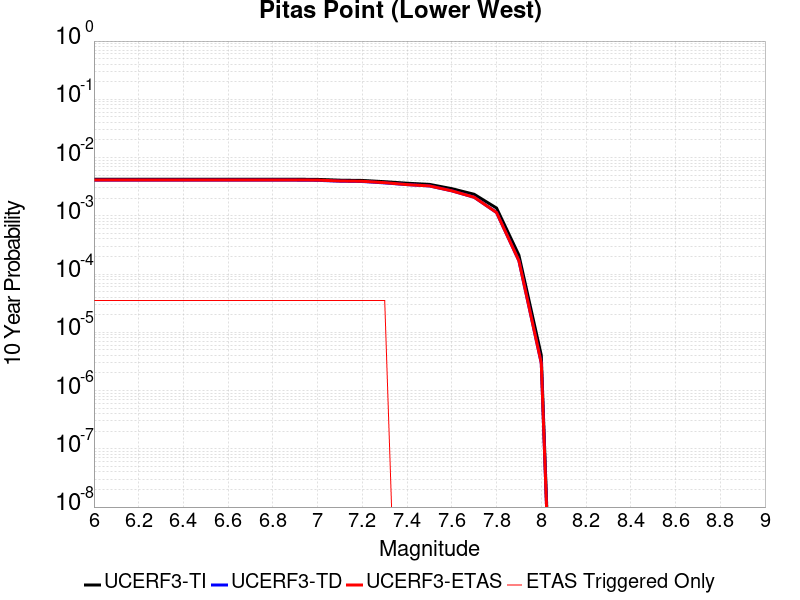 Pitas Point (Lower West)
10 0
10 -1
10 -2
10 -3
10 -4
10 -5
10 -6
10 -7
10 -8
10 Year Probability
6 6.2 6.4 6.6 6.8 7 7.2 7.4 7.6 7.8 8 8.2 8.4 8.6 8.8 9
Magnitude
UCERF3-TI UCERF3-TD UCERF3-ETAS ETAS Triggered Only